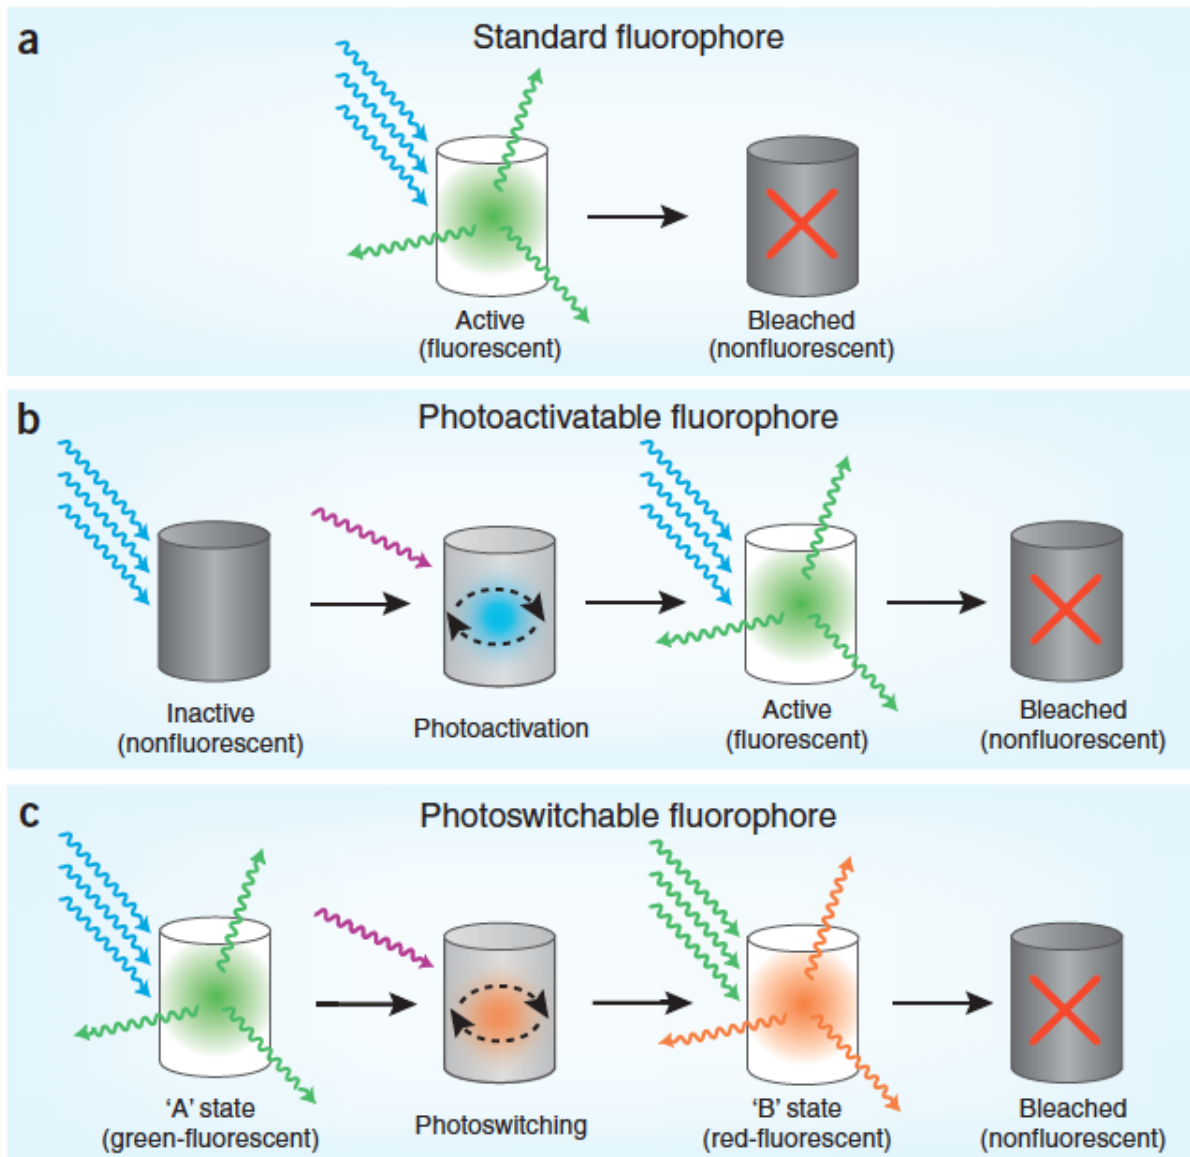 a
Standard fluorophore
Active
(fluorescent)
Bleached
(nonfluorescent)
b
Photoactivatable fluorophore
Inactive
(nonfluorescent)
Photoactivation
Active
(fluorescent)
Bleached
(nonfluorescent)
c
Photoswitchable fluorophore
‘A’ state
(green-fluorescent)
Photoswitching
‘B’ state
(red-fluorescent)
Bleached
(nonfluorescent)